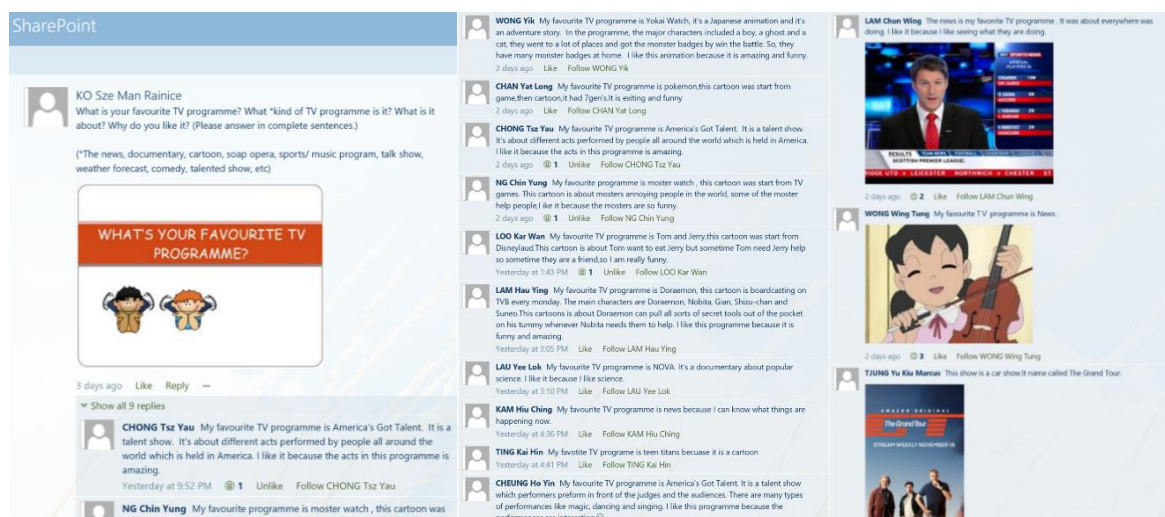 SharePoint
KO Sze Man Rainice
What is your favourite TV programme? What *kind of TV programme is it? What is it
about? Why do you like it? (Please answer in complete sentences.)
(*The news, documentary, cartoon, soap opera, sports/ music program, talk show,
weather forecast, comedy, talented show, etc)
WHAT'S YOUR FAVOURITE TV
PROGRAMME?
3 days ago Like Reply
Show all 9 replies
CHONG Tsz Yau My favourite TV programme is America's Got Talent. It is a
talent show. It's about different acts performed by people all around the
world which is held in America. I like it because the acts in this programme is
amazing.
Yesterday at 9:52 PM 1 Unlike Follow CHONG Tsz Yau
NG Chin Yung My favourite programme is moster watch , this cartoon was
WONG Yik My favourite TV programme is Yokai Watch, it's a Japanese animation and it's
an adventure story. In the programme, the major characters included a boy, a ghost and a
cat, they went to a lot of places and got the monster badges by win the battle. So, they
have many monster badges at home. I like this animation because it is amazing and funny.
2 days ago Like Follow WONG Yik
CHAN Yat Long My favourite TV programme is pokemon,this cartoon was start from
game,then cartoon,it had 7gen's.It is exiting and funny
2 days ago Like Follow CHAN Yat Long
CHONG Tsz Yau My favourite TV programme is America's Got Talent. It is a talent show.
It's about different acts performed by people all around the world which is held in America.
I like it because the acts in this programme is amazing.
2 days ago 1 Unlike Follow CHONG Tsz Yau
NG Chin Yung My favourite programme is moster watch , this cartoon was start from TV
games. This cartoon is about mosters annoying people in the world, some of the moster
help people,I like it because the mosters are so funny.
2 days ago 1 Unlike Follow NG Chin Yung
LOO Kar Wan My favourite TV programme is Tom and Jerry.this cartoon was start from
Disneylaud.This cartoon is about Tom want to eat Jerry but sometime Tom need Jerry help
so sometime they are a friend,so I am really funny.
Yesterday at 1:43 PM 1 Unlike Follow LOO Kar Wan
LAM Hau Ying My favourite TV programme is Doraemon, this cartoon is boardcasting on
TVB every monday. The main characters are Doraemon, Nobita, Gian, Shizu-chan and
Suneo.This cartoons is about Doraemon can pull all sorts of secret tools out of the pocket
on his tummy whenever Nobita needs them to help. I like this programme because it is
funny and amazing.
Yesterday at 3:05 PM Like Follow LAM Hau Ying
LAU Yee Lok My favourite TV programme is NOVA. It's a documentary about popular
science. I like it because I like science.
Yesterday at 3:10 PM Like Follow LAU Yee Lok
KAM Hiu Ching My favourite TV programme is news because I can know what things are
happening now.
Yesterday at 4:36 PM Like Follow KAM Hiu Ching
TING Kai Hin My favotite TV programe is teen titans becuase it is a cartoon
Yesterday at 4:41 PM Like Follow TING Kai Hin
CHEUNG Ho Yin My favourite TV programme is America's Got Talent. It is a talent show
which performers preform in front of the judges and the audiences. There are many types
of performances like magic, dancing and singing. I like this programme because the
LAM Chun Wing The news is my favonite TV programme . It was about everywhere was
doing. I like it because I like seeing what they are doing.
SKY SPORTS NEWS
RESULTS TEAM NEWS FOOTBALL
SCOTTISH PREMIER LEAGUE:
RIDGE UTD v LEICESTER NORTHWICH v CHESTER ST
2 days ago 2 Like Follow LAM Chun Wing
WONG Wing Tung My favourite TV programme is News .
2 days ago 3 Like Follow WONG Wing Tung
TJUNG Yu Kiu Marcus This show is a car show.It name called The Grand Tour.
AMAZON ORIGINAL
The Grand Tour
STREAM WEEKLY NOVEMBER 18